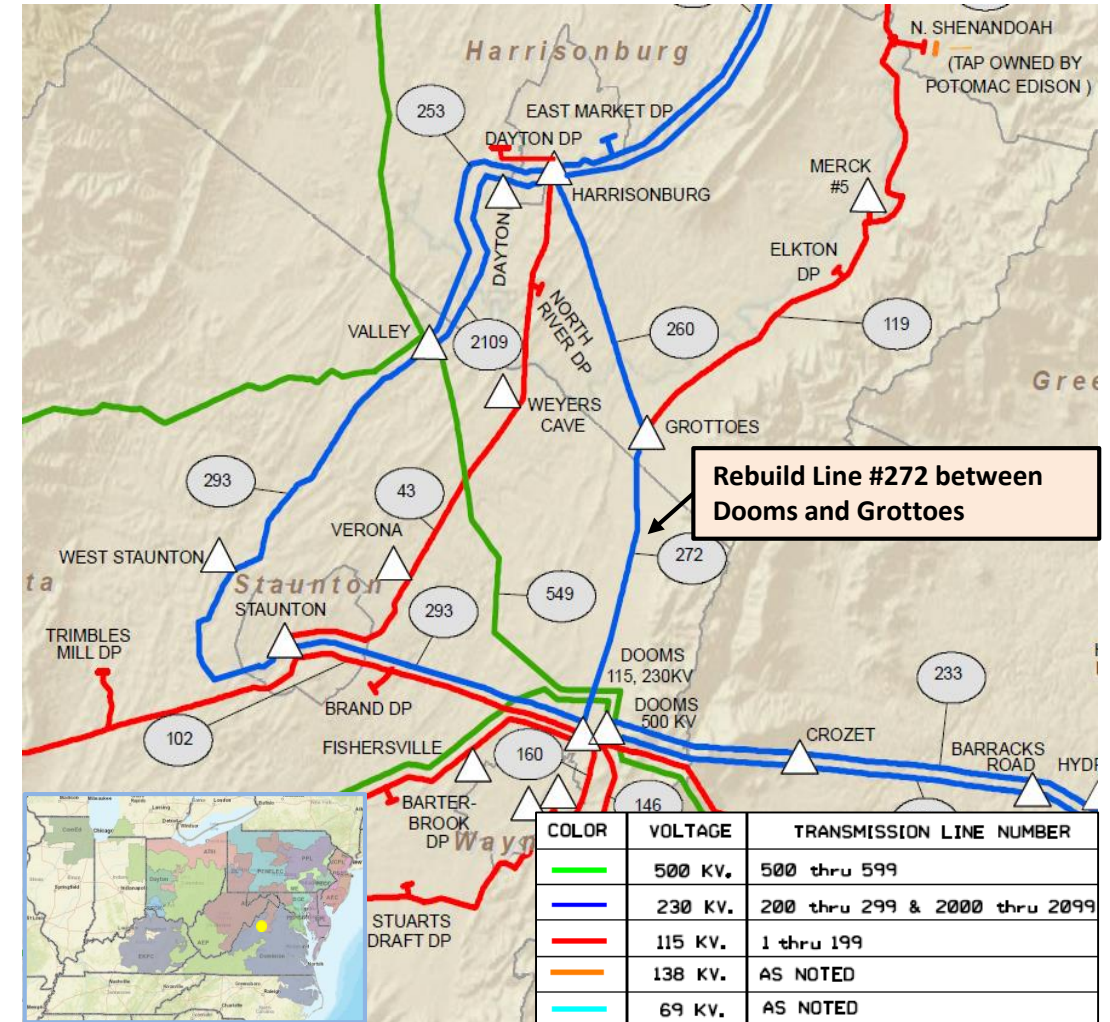 N. SHENANDOAH
(TAP OWNED BY
POTOMAC EDISON )
Harrisonburg
253
EAST MARKET DP
DAYTON DP
HARRISONBURG
DAYTON
MERCK
#5
ELKTON
DP
NORTH
RIVER DP
VALLEY
2109
260
119
WEYERS
CAVE
GROTTOES
Rebuild Line #272 between
Dooms and Grottoes
293
43
VERONA
WEST STAUNTON
272
Staunton
STAUNTON
293
549
TRIMBLES
MILL DP
DOOMS
115, 230KV
DOOMS
500 KV
233
BRAND DP
102
FISHERSVILLE
160
CROZET
BARRACKS
ROAD
146
BARTER-
BROOK
DP
STUARTS
DRAFT DP
COLOR VOLTAGE TRANSMISSION LINE NUMBER
500 KV. 500 thru 599
230 KV. 200 thru 299 & 2000 thru 2099
115 KV. 1 thru 199
138 KV. AS NOTED
69 KV. AS NOTED